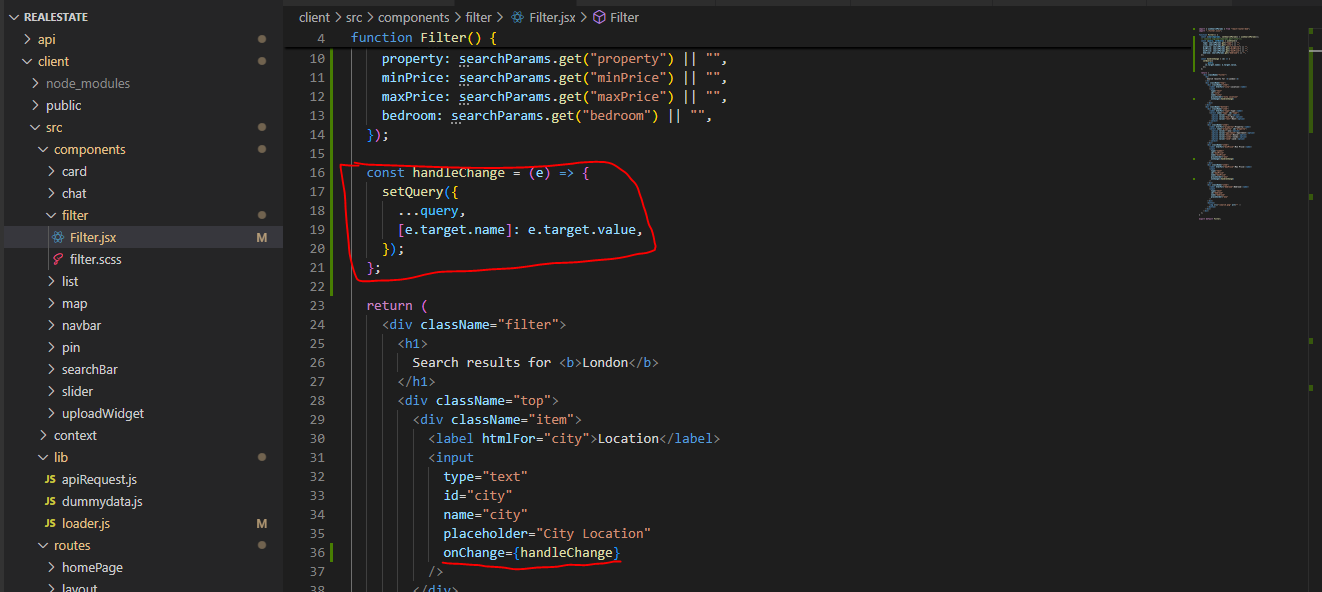 REALESTATE
api
client
node_modules
public
src
components
card
chat
filter
Filter.jsx M
filter.scss
list
map
navbar
pin
searchBar
slider
uploadWidget
context
lib
JS apiRequest.js
JS dummydata.js
JS loader.js M
routes
homePage
layout
client > src > components > filter > Filter.jsx > Filter
4 function Filter() {
10 property: searchParams.get("property") || "",
11 minPrice: searchParams.get("minPrice") || "",
12 maxPrice: searchParams.get("maxPrice") || "",
13 bedroom: searchParams.get("bedroom") || "",
14 });
15
16 const handleChange = (e) => {
17 setQuery({
18 ...query,
19 [e.target.name]: e.target.value,
20 });
21 };
22
23 return (
24 <div className="filter">
25 <h1>
26 Search results for <b>London</b>
27 </h1>
28 <div className="top">
29 <div className="item">
30 <label htmlFor="city">Location</label>
31 <input
32 type="text"
33 id="city"
34 name="city"
35 placeholder="City Location"
36 onChange={handleChange}
37 />
38 </div>